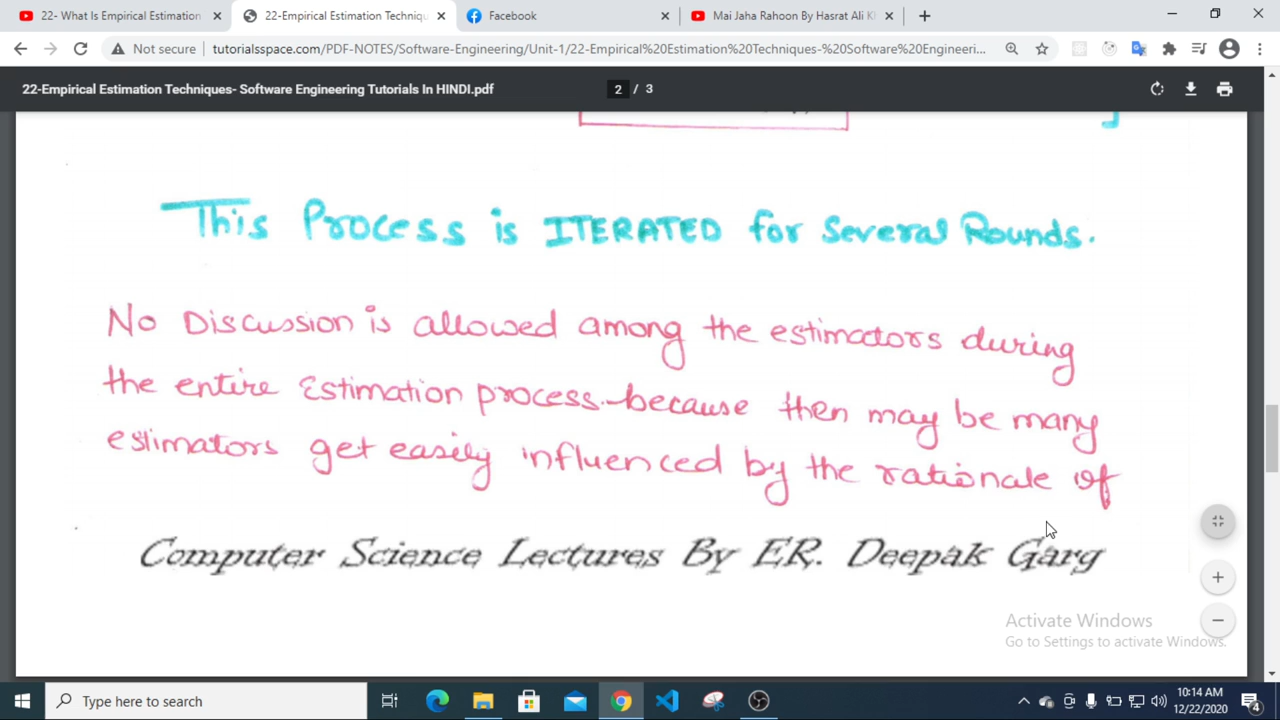 22- What Is Empirical Estimation
22-Empirical Estimation Techniqu
Facebook
Mai Jaha Rahoon By Hasrat Ali Kh
Not secure
tutorialsspace.com/PDF-NOTES/Software-Engineering/Unit-1/22-Empirical%20Estimation%20Techniques-%20Software%20Engineeri...
22-Empirical Estimation Techniques- Software Engineering Tutorials In HINDI.pdf
2 / 3
This Process is ITERATED for Several Rounds.
No Discussion is allowed among the estimators during
the entire Estimation process. because then may be many
estimators get easily influenced by the rationale of
Computer Science Lectures By ER. Deepak Garg
Activate Windows
Go to Settings to activate Windows.
Type here to search
10:14 AM
12/22/2020
4